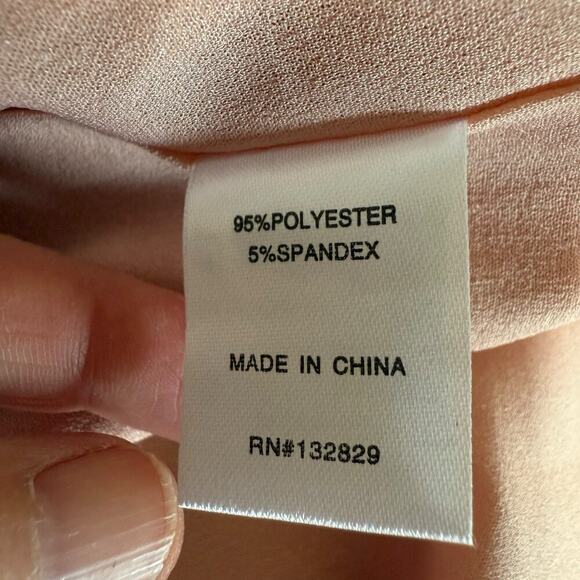 95%POLYESTER
5%SPANDEX
MADE IN CHINA
RN#132829